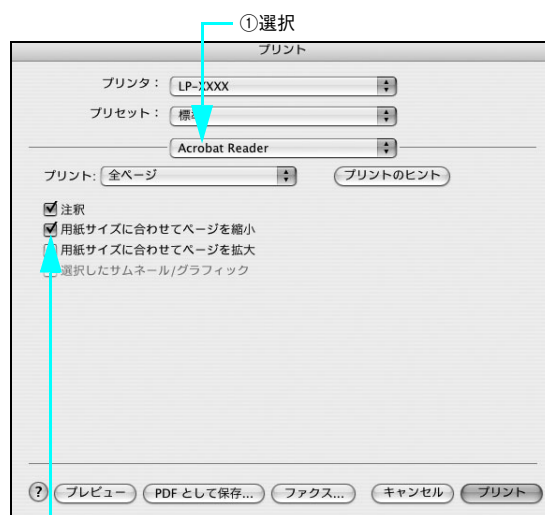 ①選択
プリント
プリンタ： LP-XXXX
プリセット： 標準
Acrobat Reader
プリント: 全ページ プリントのヒント
注釈
用紙サイズに合わせてページを縮小
用紙サイズに合わせてページを拡大
選択したサムネール/グラフィック
? プレビュー PDF として保存... ファクス... キャンセル プリント